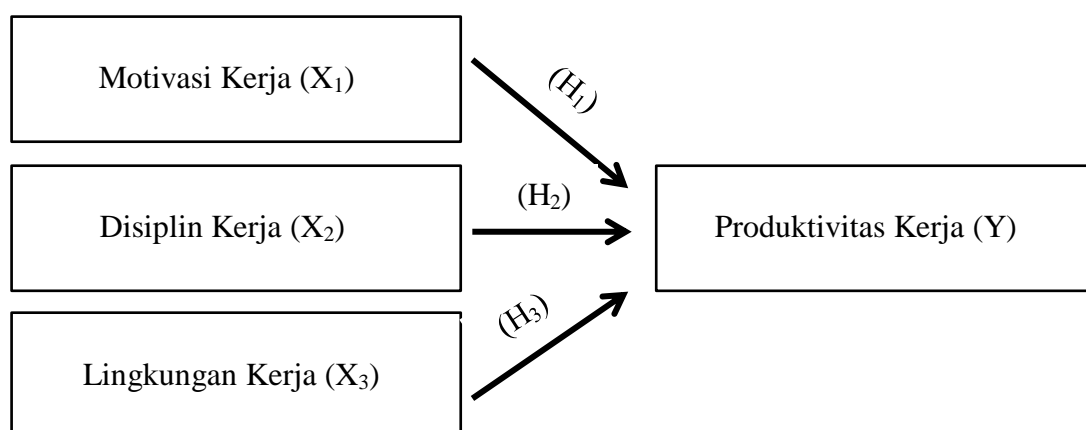 Motivasi Kerja (X₁)
(H₁)
Disiplin Kerja (X₂)
(H₂)
Produktivitas Kerja (Y)
(H₃)
Lingkungan Kerja (X₃)